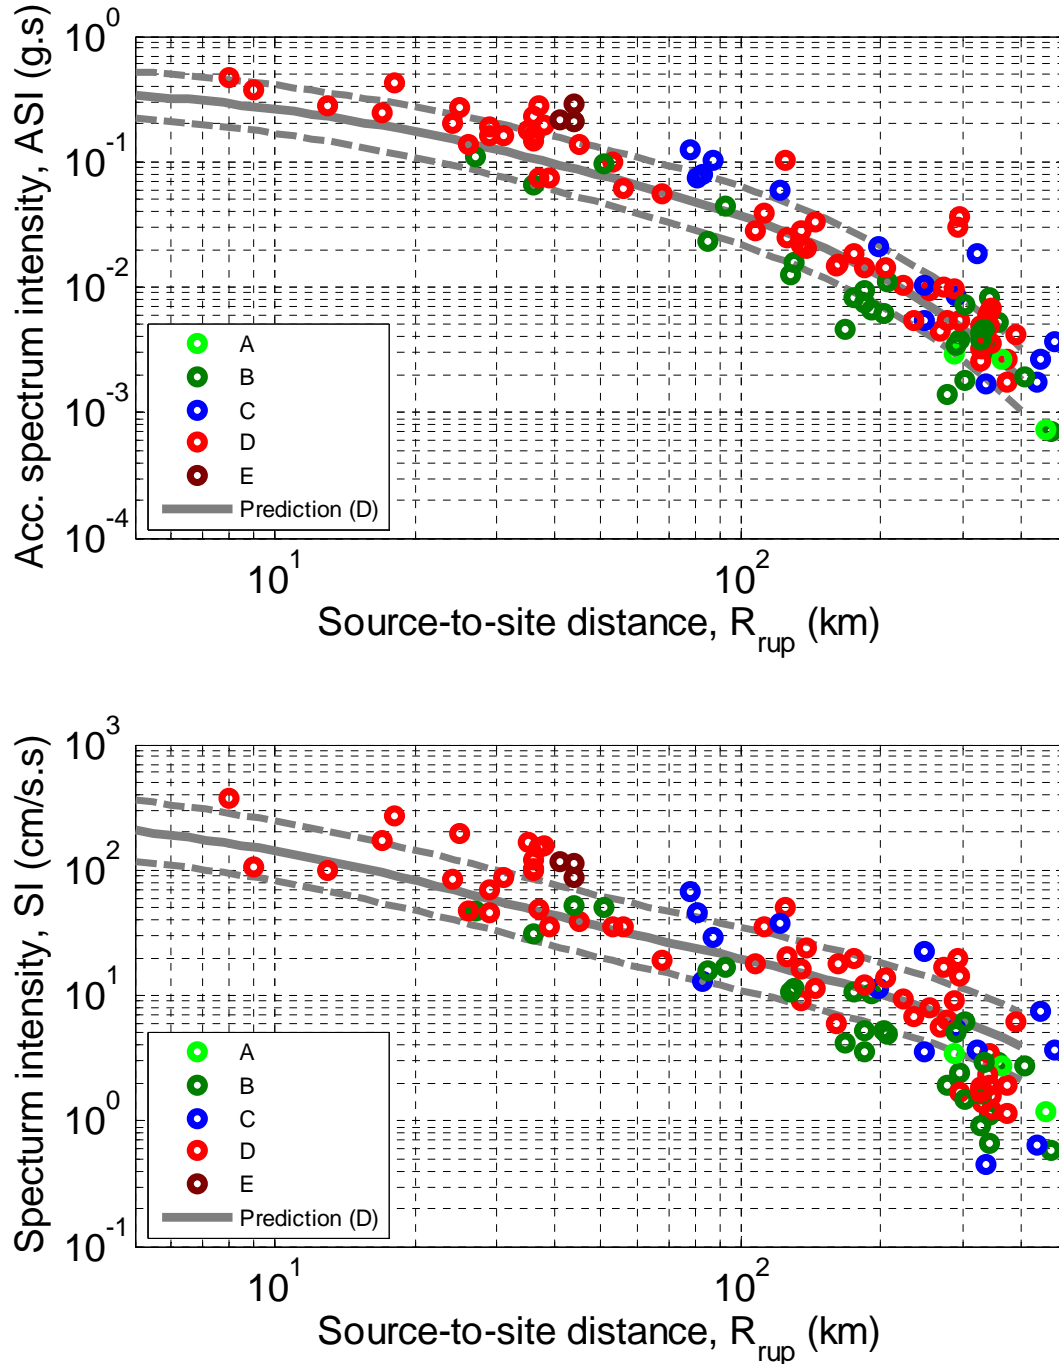 Acc. spectrum intensity, ASI (g.s)
10^0
10^-1
10^-2
10^-3
10^-4
A
B
C
D
E
Prediction (D)
10^1
10^2
Source-to-site distance, R_rup (km)
Specturm intensity, SI (cm/s.s)
10^3
10^2
10^1
10^0
10^-1
A
B
C
D
E
Prediction (D)
10^1
10^2
Source-to-site distance, R_rup (km)